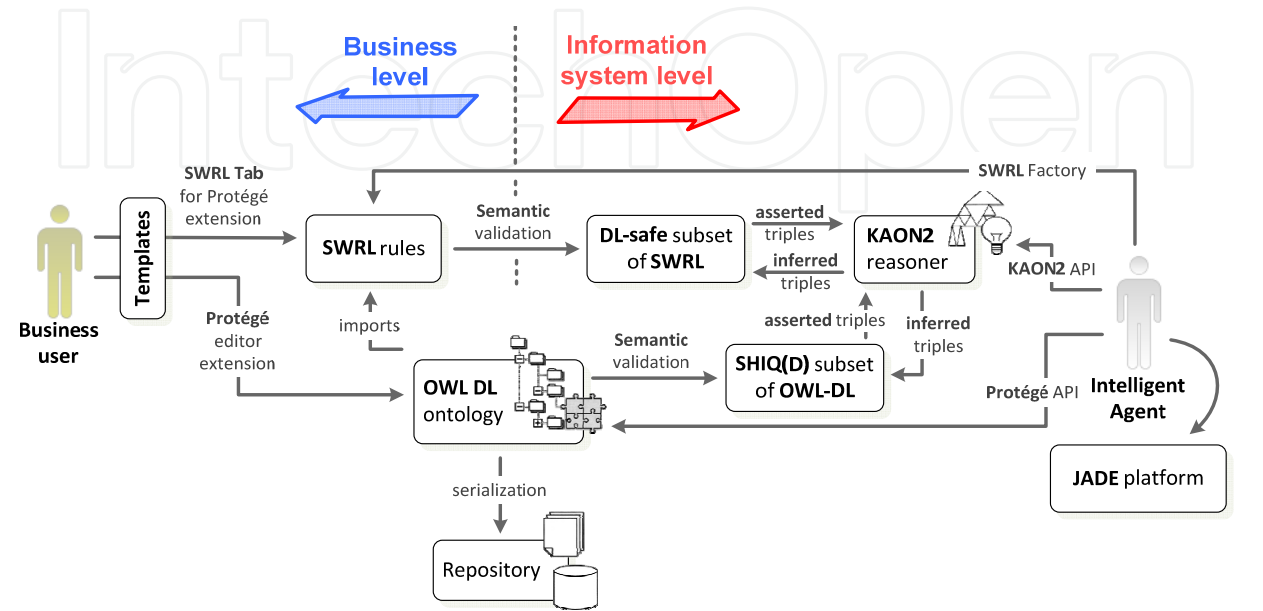 IntechOpen
Business
level
Information
system level
SWRL Tab
for Protégé
extension
SWRL Factory
Templates
SWRL rules
Semantic
validation
DL-safe subset
of SWRL
asserted
triples
inferred
triples
KAON2
reasoner
KAON2 API
Business
user
Protégé
editor
extension
imports
asserted triples
inferred
triples
OWL DL
ontology
Semantic
validation
SHIQ(D) subset
of OWL-DL
Protégé API
Intelligent
Agent
JADE platform
serialization
Repository